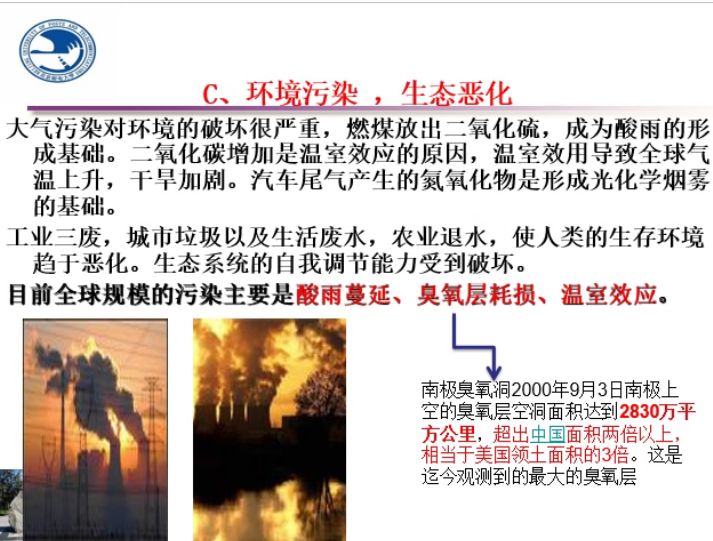 C、环境污染 ，生态恶化
大气污染对环境的破坏很严重，燃煤放出二氧化硫，成为酸雨的形
成基础。二氧化碳增加是温室效应的原因，温室效用导致全球气
温上升，干旱加剧。汽车尾气产生的氮氧化物是形成光化学烟雾
的基础。
工业三废，城市垃圾以及生活废水，农业退水，使人类的生存环境
趋于恶化。生态系统的自我调节能力受到破坏。
目前全球规模的污染主要是酸雨蔓延、臭氧层耗损、温室效应。
南极臭氧洞2000年9月3日南极上
空的臭氧层空洞面积达到2830万平
方公里，超出中国面积两倍以上，
相当于美国领土面积的3倍。这是
迄今观测到的最大的臭氧层